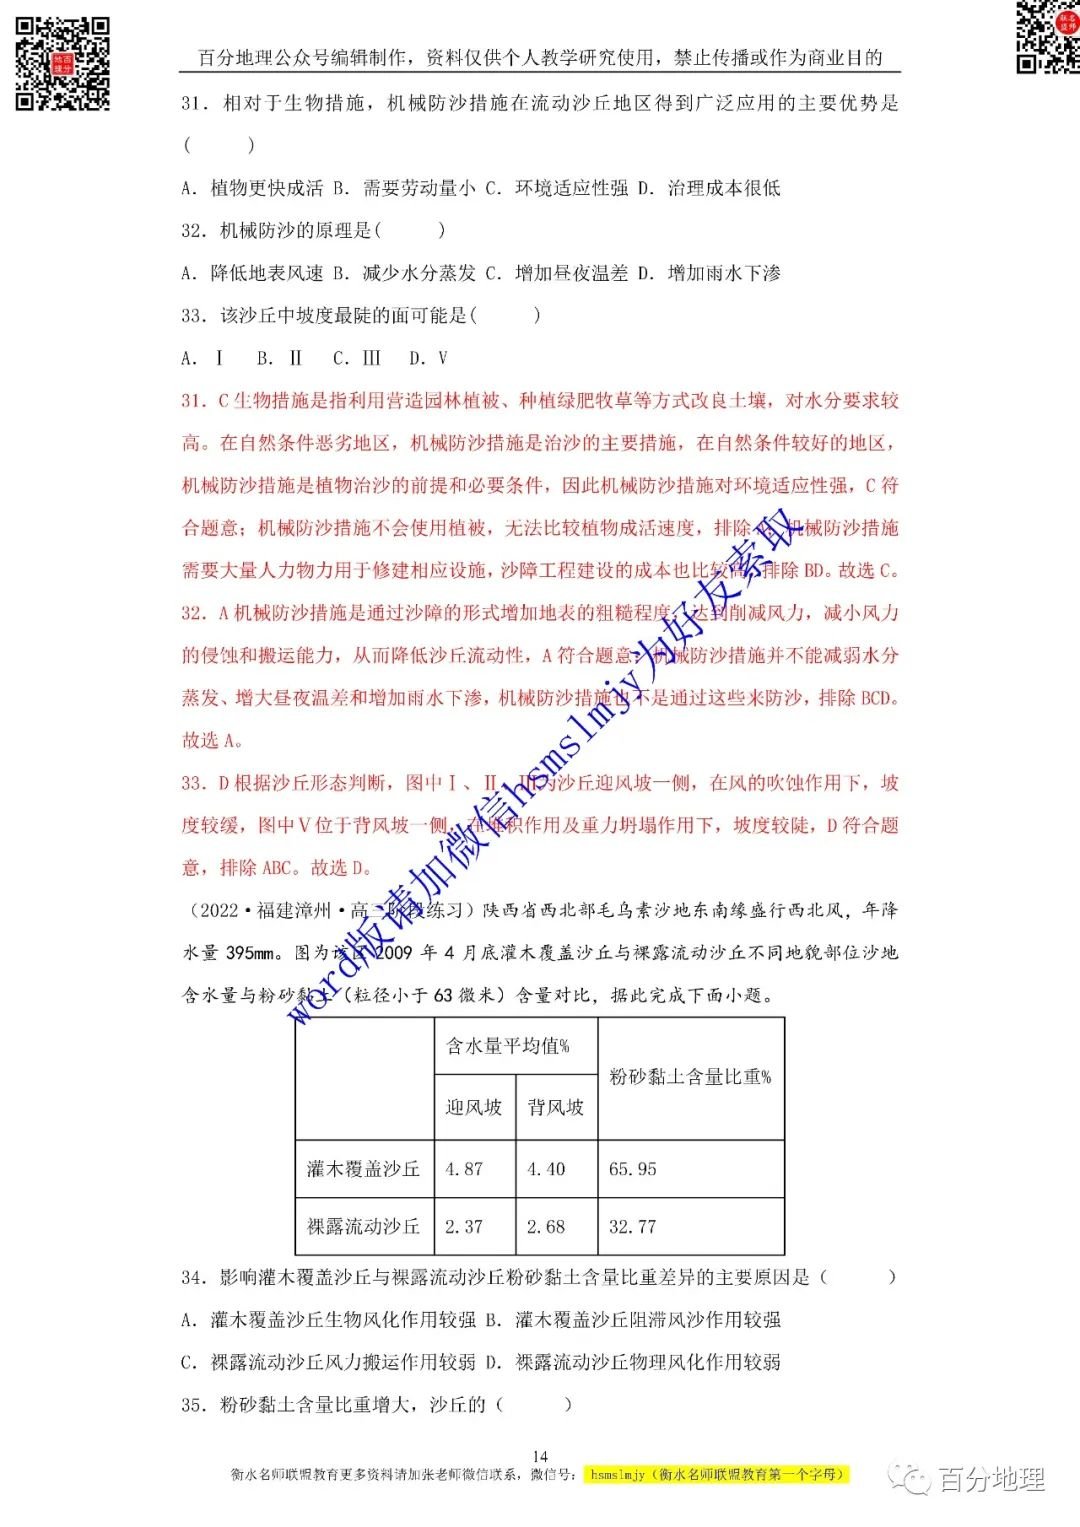 百分地理公众号编辑制作，资料仅供个人教学研究使用，禁止传播或作为商业目的
31. 相对于生物措施，机械防沙措施在流动沙丘地区得到广泛应用的主要优势是
(　　)
A. 植物更快成活 B. 需要劳动量小 C. 环境适应性强 D. 治理成本很低
32. 机械防沙的原理是(　　)
A. 降低地表风速 B. 减少水分蒸发 C. 增加昼夜温差 D. 增加雨水下渗
33. 该沙丘中坡度最陡的面可能是(　　)
A. Ⅰ B. Ⅱ C. Ⅲ D. V
31. C 生物措施是指利用营造园林植被、种植绿肥牧草等方式改良土壤，对水分要求较
高。在自然条件恶劣地区，机械防沙措施是治沙的主要措施，在自然条件较好的地区，
机械防沙措施是植物治沙的前提和必要条件，因此机械防沙措施对环境适应性强，C 符
合题意；机械防沙措施不会使用植被，无法比较植物成活速度，排除 机械防沙措施
需要大量人力物力用于修建相应设施，沙障工程建设的成本也比较高，排除 BD。故选 C。
32. A 机械防沙措施是通过沙障的形式增加地表的粗糙程度，达到削减风力，减小风力
的侵蚀和搬运能力，从而降低沙丘流动性，A 符合题意；机械防沙措施并不能减弱水分
蒸发、增大昼夜温差和增加雨水下渗，机械防沙措施也不是通过这些来防沙，排除 BCD。
故选 A。
33. D 根据沙丘形态判断，图中Ⅰ、Ⅱ、Ⅲ为沙丘迎风坡一侧，在风的吹蚀作用下，坡
度较缓，图中Ⅴ位于背风坡一侧，在堆积作用及重力坍塌作用下，坡度较陡，D 符合题
意，排除 ABC。故选 D。
（2022·福建漳州·高三阶段练习）陕西省西北部毛乌素沙地东南缘盛行西北风，年降
水量 395mm。图为该区 2009 年 4 月底灌木覆盖沙丘与裸露流动沙丘不同地貌部位沙地
含水量与粉砂黏土（粒径小于 63 微米）含量对比，据此完成下面小题。
含水量平均值%
粉砂黏土含量比重%
迎风坡 背风坡
灌木覆盖沙丘 4.87 4.40 65.95
裸露流动沙丘 2.37 2.68 32.77
34. 影响灌木覆盖沙丘与裸露流动沙丘粉砂黏土含量比重差异的主要原因是（　　）
A. 灌木覆盖沙丘生物风化作用较强 B. 灌木覆盖沙丘阻滞风沙作用较强
C. 裸露流动沙丘风力搬运作用较弱 D. 裸露流动沙丘物理风化作用较弱
35. 粉砂黏土含量比重增大，沙丘的（　　）
word版请加微信hsmslmjy为好友索取
14
衡水名师联盟教育更多资料请加张老师微信联系，微信号： hsmslmjy（衡水名师联盟教育第一个字母）
百分地理